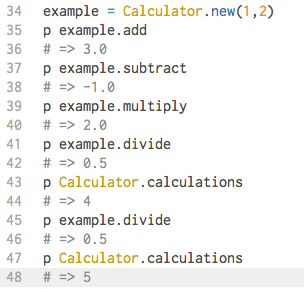 34 example = Calculator.new(1,2)
35 p example.add
36 # => 3.0
37 p example.subtract
38 # => -1.0
39 p example.multiply
40 # => 2.0
41 p example.divide
42 # => 0.5
43 p Calculator.calculations
44 # => 4
45 p example.divide
46 # => 0.5
47 p Calculator.calculations
48 # => 5